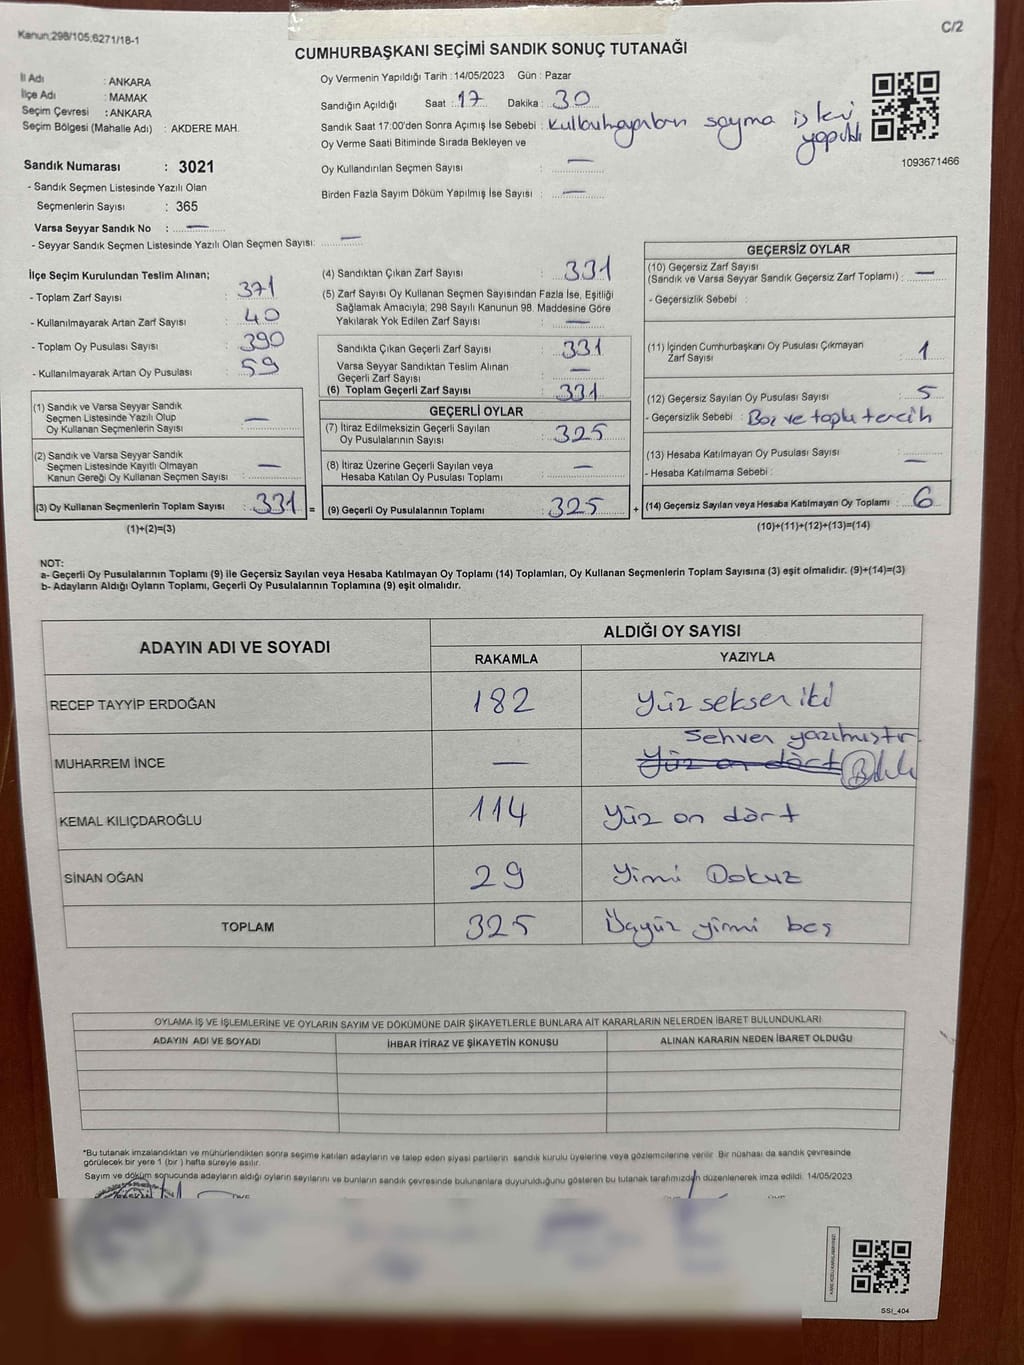 Kanun;298/105,6271/18-1
C/2
CUMHURBAŞKANI SEÇİMİ SANDIK SONUÇ TUTANAĞI
İl Adı : ANKARA
İlçe Adı : MAMAK
Seçim Çevresi : ANKARA
Seçim Bölgesi (Mahalle Adı) : AKDERE MAH.
Oy Vermenin Yapıldığı Tarih : 14/05/2023 Gün : Pazar
Sandığın Açıldığı Saat : 17 Dakika : 30
Sandık Saat 17:00'den Sonra Açımış İse Sebebi : sayma işleri
yapıldı
Oy Verme Saati Bitiminde Sırada Bekleyen ve
Oy Kullandırılan Seçmen Sayısı : —
Birden Fazla Sayım Döküm Yapılmış İse Sayısı : —
1093671466
Sandık Numarası : 3021
- Sandık Seçmen Listesinde Yazılı Olan
Seçmenlerin Sayısı : 365
Varsa Seyyar Sandık No : —
- Seyyar Sandık Seçmen Listesinde Yazılı Olan Seçmen Sayısı: —
İlçe Seçim Kurulundan Teslim Alınan;
- Toplam Zarf Sayısı : 371
- Kullanılmayarak Artan Zarf Sayısı : 40
- Toplam Oy Pusulası Sayısı : 390
- Kullanılmayarak Artan Oy Pusulası : 59
(1) Sandık ve Varsa Seyyar Sandık
Seçmen Listesinde Yazılı Olup
Oy Kullanan Seçmenlerin Sayısı : —
(2) Sandık ve Varsa Seyyar Sandık
Seçmen Listesinde Kayıtlı Olmayan
Kanun Gereği Oy Kullanan Seçmen Sayısı : —
(3) Oy Kullanan Seçmenlerin Toplam Sayısı : 331 =
(1)+(2)=(3)
(4) Sandıktan Çıkan Zarf Sayısı : 331
(5) Zarf Sayısı Oy Kullanan Seçmen Sayısından Fazla İse, Eşitliği
Sağlamak Amacıyla; 298 Sayılı Kanunun 98. Maddesine Göre
Yakılarak Yok Edilen Zarf Sayısı : —
Sandıkta Çıkan Geçerli Zarf Sayısı : 331
Varsa Seyyar Sandıktan Teslim Alınan
Geçerli Zarf Sayısı : —
(6) Toplam Geçerli Zarf Sayısı : 331
GEÇERLİ OYLAR
(7) İtiraz Edilmeksizin Geçerli Sayılan
Oy Pusulalarının Sayısı : 325
(8) İtiraz Üzerine Geçerli Sayılan veya
Hesaba Katılan Oy Pusulası Toplamı : —
(9) Geçerli Oy Pusulalarının Toplamı : 325 +
GEÇERSİZ OYLAR
(10) Geçersiz Zarf Sayısı
(Sandık ve Varsa Seyyar Sandık Geçersiz Zarf Toplamı) : —
- Geçersizlik Sebebi :
(11) İçinden Cumhurbaşkanı Oy Pusulası Çıkmayan
Zarf Sayısı : 1
(12) Geçersiz Sayılan Oy Pusulası Sayısı : 5
- Geçersizlik Sebebi : Boş ve toplu tercih
(13) Hesaba Katılmayan Oy Pusulası Sayısı : —
- Hesaba Katılmama Sebebi :
(14) Geçersiz Sayılan veya Hesaba Katılmayan Oy Toplamı : 6
(10)+(11)+(12)+(13)=(14)
NOT:
a- Geçerli Oy Pusulalarının Toplamı (9) ile Geçersiz Sayılan veya Hesaba Katılmayan Oy Toplamı (14) Toplamları, Oy Kullanan Seçmenlerin Toplam Sayısına (3) eşit olmalıdır. (9)+(14)=(3)
b- Adayların Aldığı Oyların Toplamı, Geçerli Oy Pusulalarının Toplamına (9) eşit olmalıdır.
ADAYIN ADI VE SOYADI
ALDIĞI OY SAYISI
RAKAMLA YAZIYLA
RECEP TAYYİP ERDOĞAN 182 Yüz seksen iki
Sehven yazılmıştır.
MUHARREM İNCE — Yüz on dört
KEMAL KILIÇDAROĞLU 114 Yüz on dört
SİNAN OĞAN 29 Yirmi Dokuz
TOPLAM 325 Üçyüz yirmi beş
OYLAMA İŞ VE İŞLEMLERİNE VE OYLARIN SAYIM VE DÖKÜMÜNE DAİR ŞİKAYETLERLE BUNLARA AİT KARARLARIN NELERDEN İBARET BULUNDUKLARI
ADAYIN ADI VE SOYADI İHBAR İTİRAZ VE ŞİKAYETİN KONUSU ALINAN KARARIN NEDEN İBARET OLDUĞU
*Bu tutanak imzalandıktan ve mühürlendikten sonra seçime katılan adayların ve talep eden siyasi partilerin sandık kurulu üyelerine veya gözlemcilerine verilir. Bir nüshası da sandık çevresinde
görülecek bir yere 1 (bir ) hafta süreyle asılır.
Sayım ve döküm sonucunda adayların aldığı oyların sayılarını ve bunların sandık çevresinde bulunanlara duyurulduğunu gösteren bu tutanak tarafımızdan düzenlenerek imza edildi. 14/05/2023
SSI_404